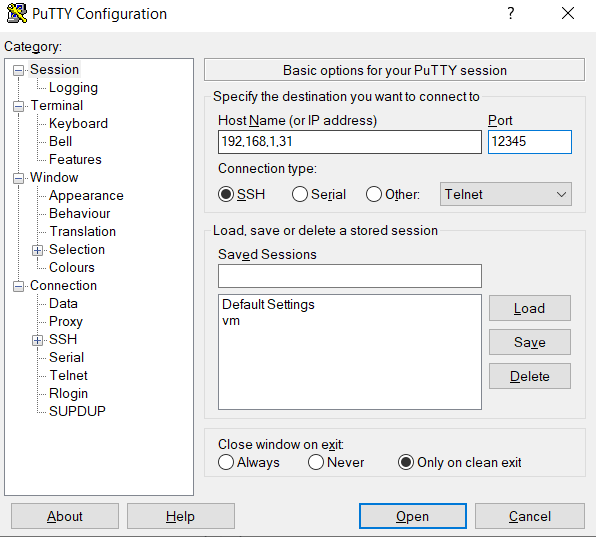 PuTTY Configuration
?
Category:
Session
Logging
Terminal
Keyboard
Bell
Features
Window
Appearance
Behaviour
Translation
Selection
Colours
Connection
Data
Proxy
SSH
Serial
Telnet
Rlogin
SUPDUP
Basic options for your PuTTY session
Specify the destination you want to connect to
Host Name (or IP address) Port
192.168.1.31 12345
Connection type:
SSH Serial Other: Telnet
Load, save or delete a stored session
Saved Sessions
Default Settings
vm
Load
Save
Delete
Close window on exit:
Always Never Only on clean exit
About Help Open Cancel